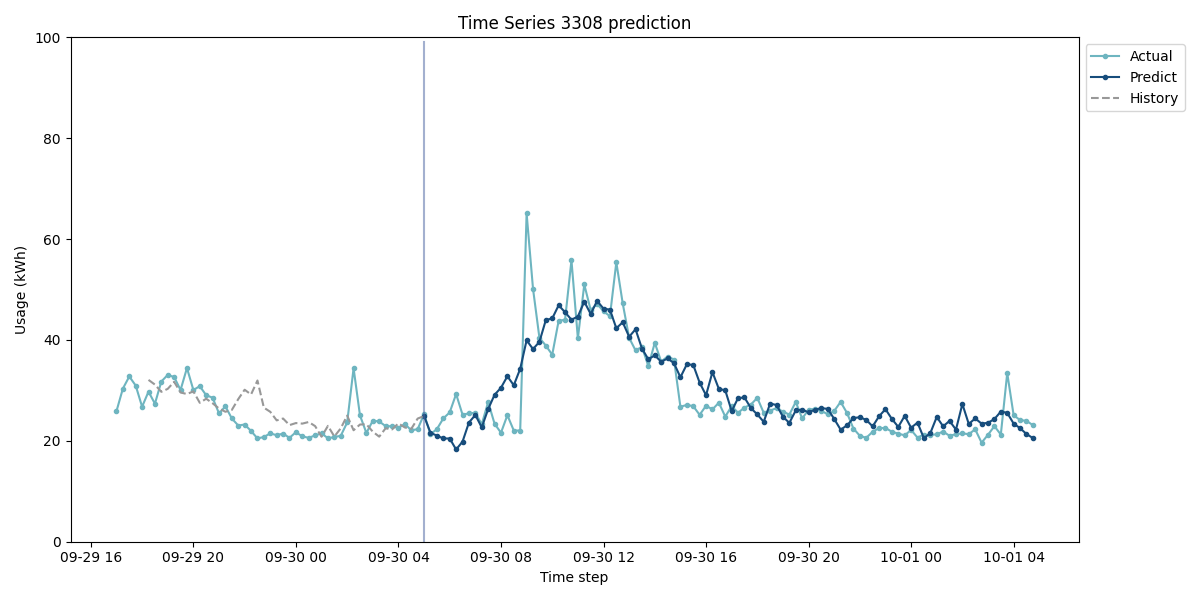 Time Series 3308 prediction
100
80
60
40
20
0
Usage (kWh)
09-29 16
09-29 20
09-30 00
09-30 04
09-30 08
09-30 12
09-30 16
09-30 20
10-01 00
10-01 04
Time step
Actual
Predict
History